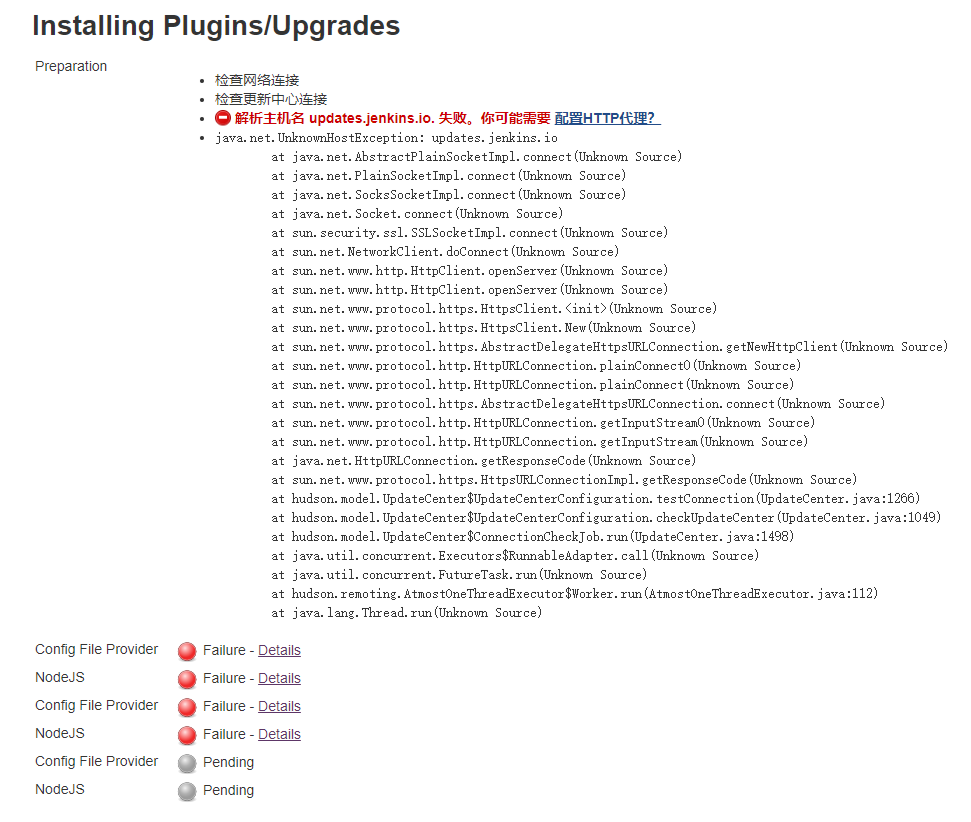 Installing Plugins/Upgrades
Preparation
检查网络连接
检查更新中心连接
解析主机名 updates.jenkins.io. 失败。你可能需要 配置HTTP代理?
java.net.UnknownHostException: updates.jenkins.io
at java.net.AbstractPlainSocketImpl.connect(Unknown Source)
at java.net.PlainSocketImpl.connect(Unknown Source)
at java.net.SocksSocketImpl.connect(Unknown Source)
at java.net.Socket.connect(Unknown Source)
at sun.security.ssl.SSLSocketImpl.connect(Unknown Source)
at sun.net.NetworkClient.doConnect(Unknown Source)
at sun.net.www.http.HttpClient.openServer(Unknown Source)
at sun.net.www.http.HttpClient.openServer(Unknown Source)
at sun.net.www.protocol.https.HttpsClient.<init>(Unknown Source)
at sun.net.www.protocol.https.HttpsClient.New(Unknown Source)
at sun.net.www.protocol.https.AbstractDelegateHttpsURLConnection.getNewHttpClient(Unknown Source)
at sun.net.www.protocol.http.HttpURLConnection.plainConnect0(Unknown Source)
at sun.net.www.protocol.http.HttpURLConnection.plainConnect(Unknown Source)
at sun.net.www.protocol.https.AbstractDelegateHttpsURLConnection.connect(Unknown Source)
at sun.net.www.protocol.http.HttpURLConnection.getInputStream0(Unknown Source)
at sun.net.www.protocol.http.HttpURLConnection.getInputStream(Unknown Source)
at java.net.HttpURLConnection.getResponseCode(Unknown Source)
at sun.net.www.protocol.https.HttpsURLConnectionImpl.getResponseCode(Unknown Source)
at hudson.model.UpdateCenter$UpdateCenterConfiguration.testConnection(UpdateCenter.java:1266)
at hudson.model.UpdateCenter$UpdateCenterConfiguration.checkUpdateCenter(UpdateCenter.java:1049)
at hudson.model.UpdateCenter$ConnectionCheckJob.run(UpdateCenter.java:1498)
at java.util.concurrent.Executors$RunnableAdapter.call(Unknown Source)
at java.util.concurrent.FutureTask.run(Unknown Source)
at hudson.remoting.AtmostOneThreadExecutor$Worker.run(AtmostOneThreadExecutor.java:112)
at java.lang.Thread.run(Unknown Source)
Config File Provider Failure - Details
NodeJS Failure - Details
Config File Provider Failure - Details
NodeJS Failure - Details
Config File Provider Pending
NodeJS Pending